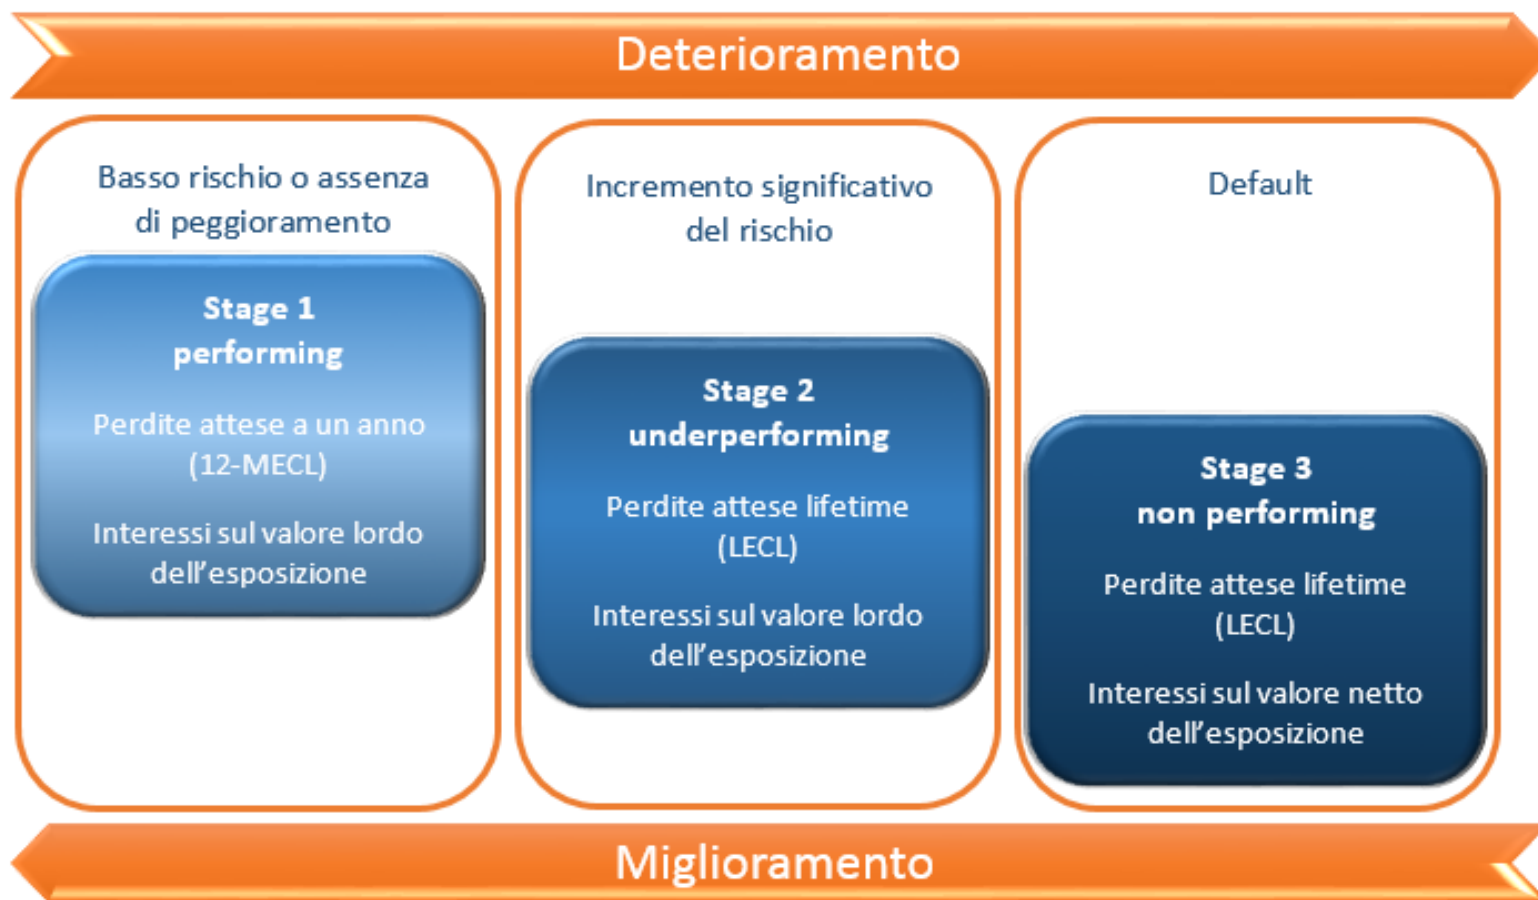 Deterioramento
Basso rischio o assenza
di peggioramento
Stage 1
performing
Perdite attese a un anno
(12-MECL)
Interessi sul valore lordo
dell'esposizione
Incremento significativo
del rischio
Stage 2
underperforming
Perdite attese lifetime
(LECL)
Interessi sul valore lordo
dell'esposizione
Default
Stage 3
non performing
Perdite attese lifetime
(LECL)
Interessi sul valore netto
dell'esposizione
Miglioramento